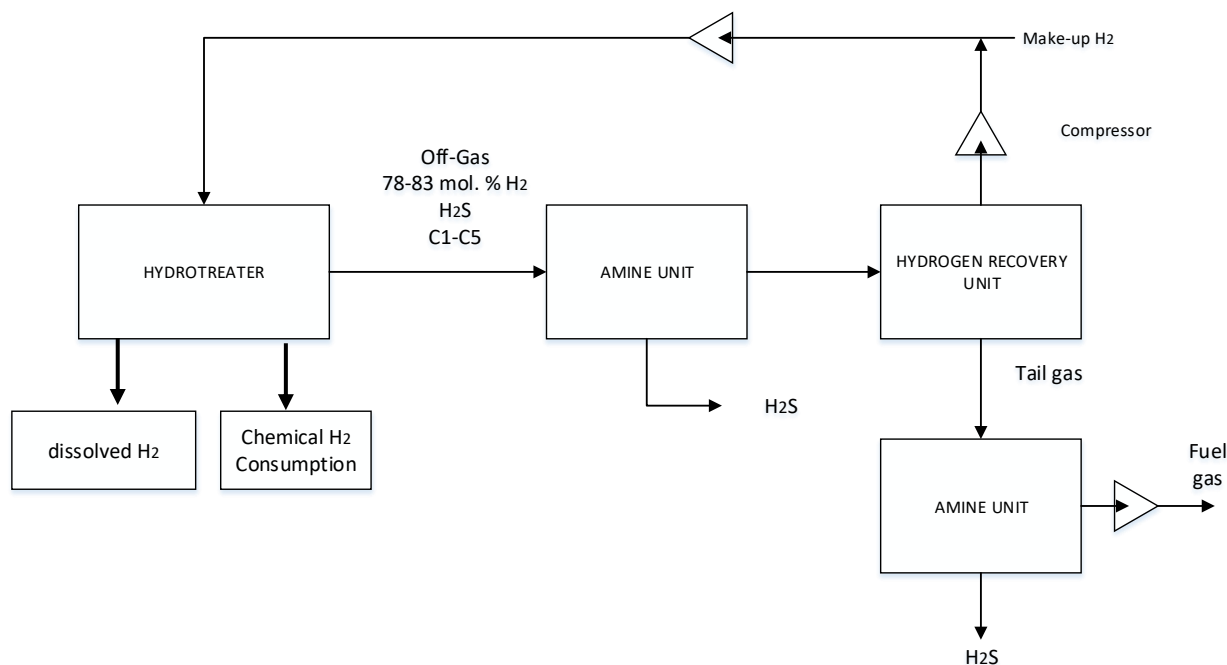 Make-up H2
Compressor
Off-Gas
78-83 mol. % H2
H2S
C1-C5
HYDROTREATER
AMINE UNIT
HYDROGEN RECOVERY
UNIT
Tail gas
H2S
dissolved H2
Chemical H2
Consumption
Fuel
gas
AMINE UNIT
H2S